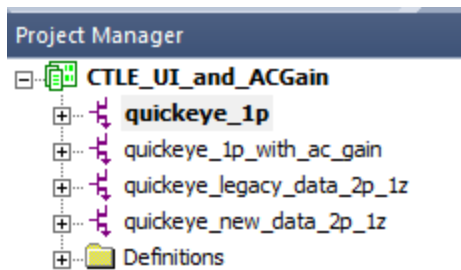 Project Manager
CTLE_UI_and_ACGain
quickeye_1p
quickeye_1p_with_ac_gain
quickeye_legacy_data_2p_1z
quickeye_new_data_2p_1z
Definitions